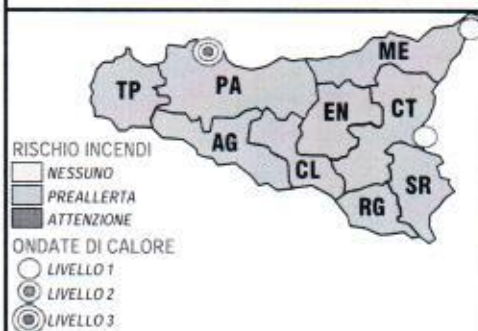 ME
TP
PA
EN
CT
AG
CL
SR
RG
RISCHIO INCENDI
NESSUNO
PREALLERTA
ATTENZIONE
ONDATE DI CALORE
LIVELLO 1
LIVELLO 2
LIVELLO 3